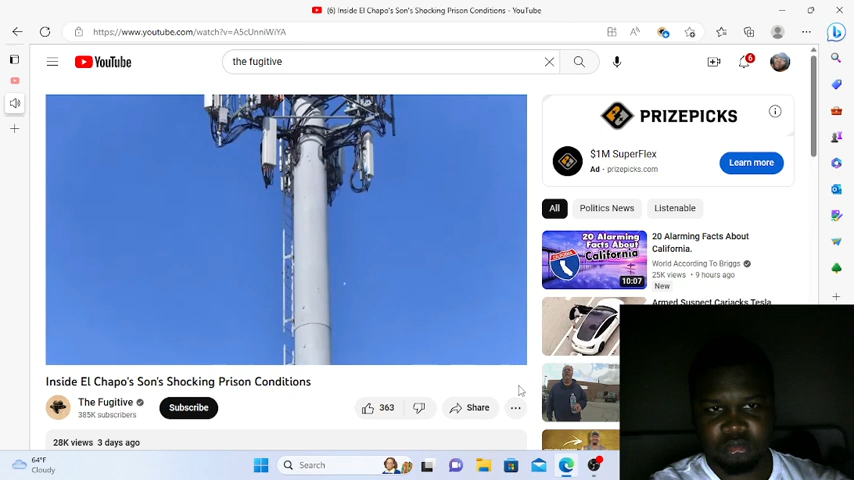 (6) Inside El Chapo's Son's Shocking Prison Conditions - YouTube
https://www.youtube.com/watch?v=A5cUnniWiYA
YouTube
the fugitive
6
PRIZEPICKS
$1M SuperFlex
Ad • prizepicks.com
Learn more
All
Politics News
Listenable
20 Alarming Facts About California
10:07
20 Alarming Facts About
California.
World According To Briggs
25K views • 9 hours ago
New
Armed Suspect Carjacks Tesla
Inside El Chapo's Son's Shocking Prison Conditions
The Fugitive
385K subscribers
Subscribe
363
Share
28K views 3 days ago
64°F
Cloudy
Search